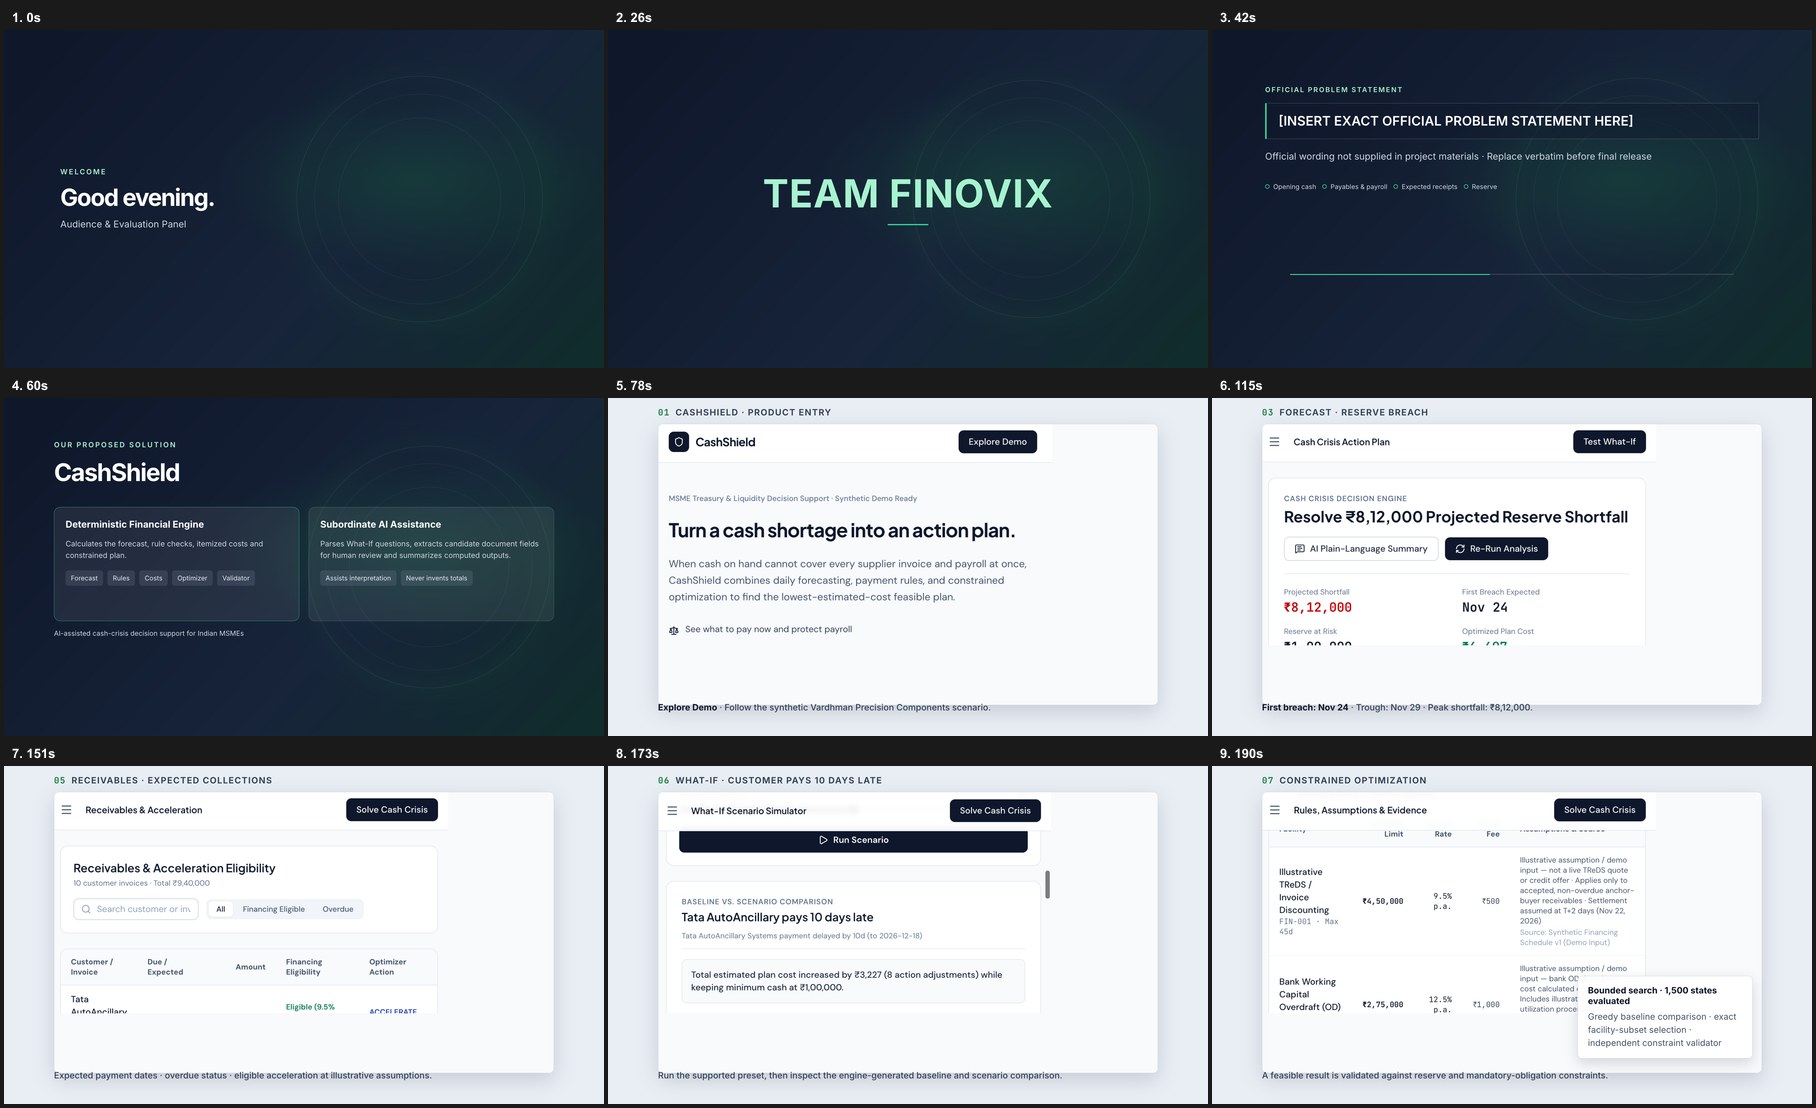 1. 0s
WELCOME
Good evening.
Audience & Evaluation Panel
2. 26s
TEAM FINOVIX
3. 42s
OFFICIAL PROBLEM STATEMENT
[INSERT EXACT OFFICIAL PROBLEM STATEMENT HERE]
Official wording not supplied in project materials · Replace verbatim before final release
Opening cash Payables & payroll Expected receipts Reserve
4. 60s
OUR PROPOSED SOLUTION
CashShield
Deterministic Financial Engine
Calculates the forecast, rule checks, itemized costs and
constrained plan.
Forecast Rules Costs Optimizer Validator
Subordinate AI Assistance
Parses What-If questions, extracts candidate document fields
for human review and summarizes computed outputs.
Assists interpretation Never invents totals
AI-assisted cash-crisis decision support for Indian MSMEs
5. 78s
01 CASHSHIELD · PRODUCT ENTRY
CashShield
Explore Demo
MSME Treasury & Liquidity Decision Support · Synthetic Demo Ready
Turn a cash shortage into an action plan.
When cash on hand cannot cover every supplier invoice and payroll at once,
CashShield combines daily forecasting, payment rules, and constrained
optimization to find the lowest-estimated-cost feasible plan.
See what to pay now and protect payroll
Explore Demo · Follow the synthetic Vardhman Precision Components scenario.
6. 115s
03 FORECAST · RESERVE BREACH
Cash Crisis Action Plan
Test What-If
CASH CRISIS DECISION ENGINE
Resolve ₹8,12,000 Projected Reserve Shortfall
AI Plain-Language Summary
Re-Run Analysis
Projected Shortfall First Breach Expected
₹8,12,000 Nov 24
Reserve at Risk Optimized Plan Cost
First breach: Nov 24 · Trough: Nov 29 · Peak shortfall: ₹8,12,000.
7. 151s
05 RECEIVABLES · EXPECTED COLLECTIONS
Receivables & Acceleration
Solve Cash Crisis
Receivables & Acceleration Eligibility
10 customer invoices · Total ₹9,40,000
Search customer or inv
All Financing Eligible Overdue
Customer / Invoice
Due / Expected
Amount
Financing Eligibility
Optimizer Action
Tata
AutoAncillary
Eligible (9.5%
ACCELERATE
Expected payment dates · overdue status · eligible acceleration at illustrative assumptions.
8. 173s
06 WHAT-IF · CUSTOMER PAYS 10 DAYS LATE
What-If Scenario Simulator
Solve Cash Crisis
Run Scenario
BASELINE VS. SCENARIO COMPARISON
Tata AutoAncillary pays 10 days late
Tata AutoAncillary Systems payment delayed by 10d (to 2026-12-18)
Total estimated plan cost increased by ₹3,227 (8 action adjustments) while
keeping minimum cash at ₹1,00,000.
Run the supported preset, then inspect the engine-generated baseline and scenario comparison.
9. 190s
07 CONSTRAINED OPTIMIZATION
Rules, Assumptions & Evidence
Solve Cash Crisis
Limit Rate Fee
Illustrative
TReDS /
Invoice
Discounting
FIN-001 · Max
45d
₹4,50,000
9.5%
p.a.
₹500
Illustrative assumption / demo
input — not a live TReDS quote
or credit offer · Applies only to
accepted, non-overdue anchor-
buyer receivables · Settlement
assumed at T+2 days (Nov 22,
2026)
Source: Synthetic Financing
Schedule v1 (Demo Input)
Bank Working
Capital
Overdraft (OD)
₹2,75,000
12.5%
p.a.
₹1,000
Illustrative assumption / demo
input — bank
cost calculated
Includes
utilization
Bounded search · 1,500 states
evaluated
Greedy baseline comparison · exact
facility-subset selection ·
independent constraint validator
A feasible result is validated against reserve and mandatory-obligation constraints.